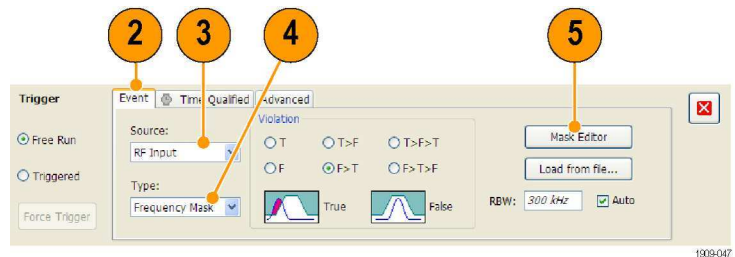 2
3
4
5
Trigger
Event
Time Qualified
Advanced
Free Run
Triggered
Force Trigger
Source:
RF Input
Type:
Frequency Mask
Violation
T
T>F
T>F>T
F
F>T
F>T>F
True
False
Mask Editor
Load from file...
RBW:
300 kHz
Auto
1909-047